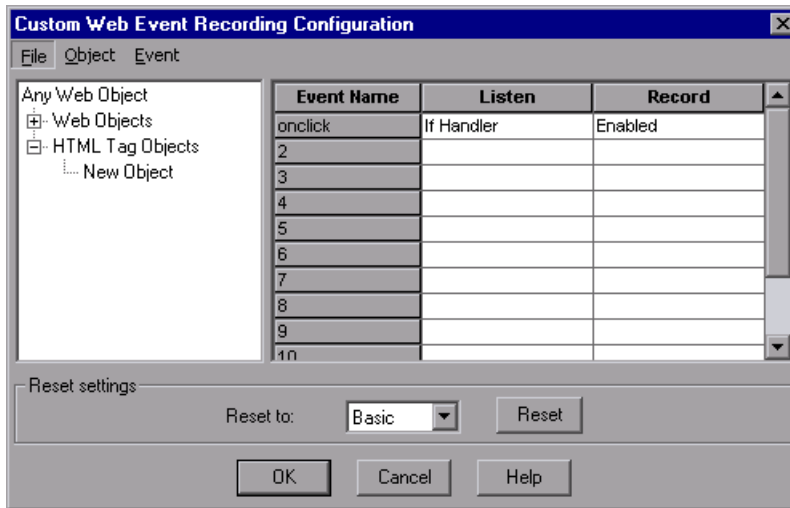 Custom Web Event Recording Configuration
File Object Event
Any Web Object
Web Objects
HTML Tag Objects
New Object
Event Name Listen Record
onclick If Handler Enabled
2
3
4
5
6
7
8
9
10
Reset settings
Reset to: Basic Reset
OK Cancel Help